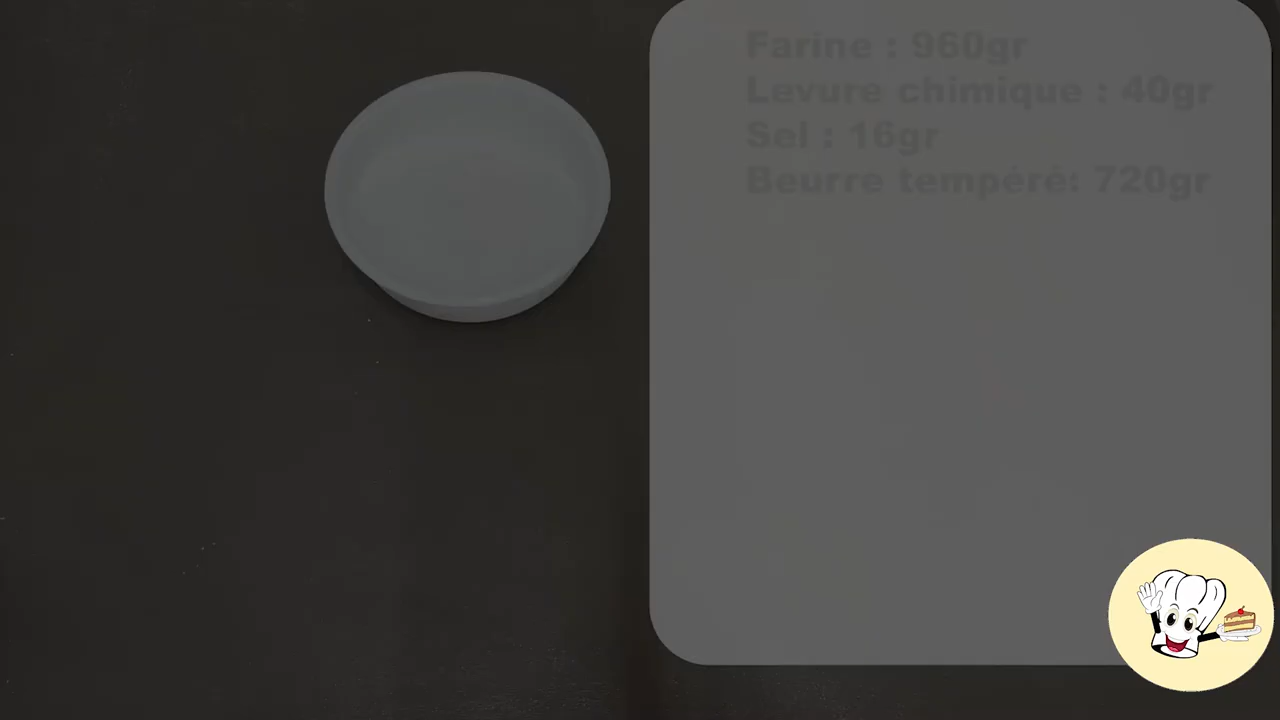 Farine : 960gr
Levure chimique : 40gr
Sel : 16gr
Beurre tempéré: 720gr